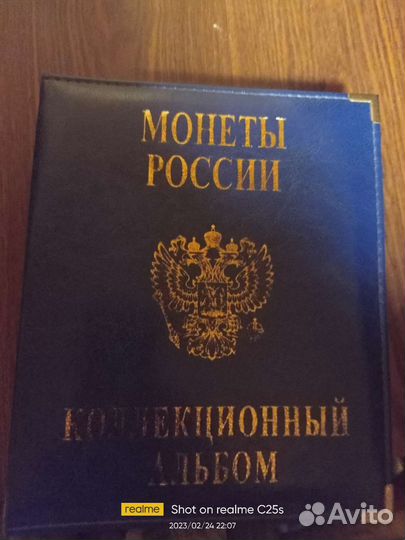 МОНЕТЫ
РОССИИ
КОЛЛЕКЦИОННЫЙ
АЛЬБОМ
realme Shot on realme C25s
2023/02/24 22:07
Avito